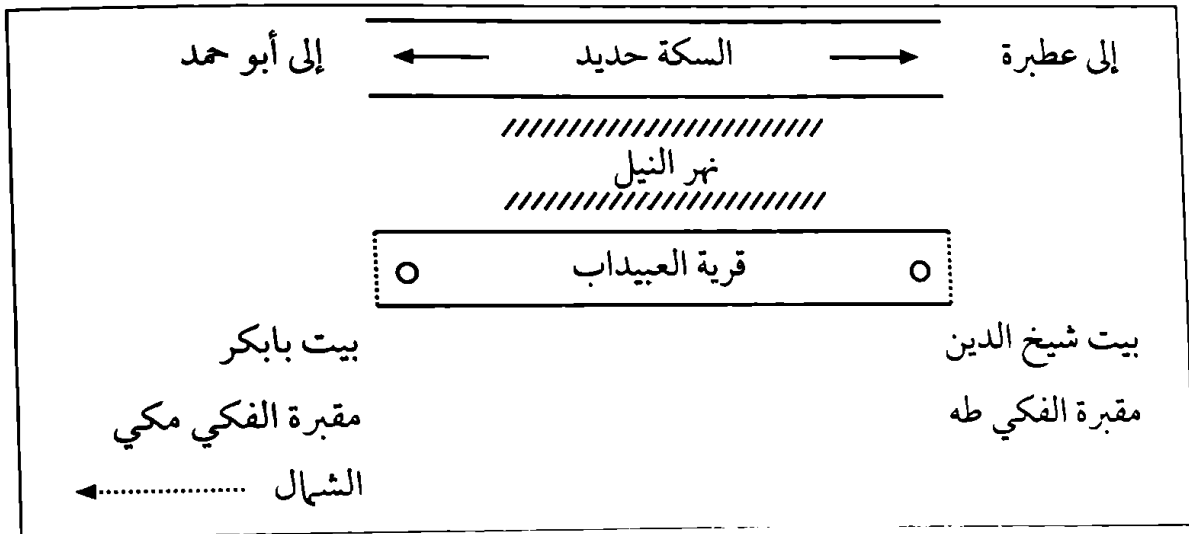 إلى عطبرة السكة حديد إلى أبو حمد
نهر النيل
قرية العبيداب
بيت شيخ الدين بيت بابكر
مقبرة الفكي طه مقبرة الفكي مكي
الشمال